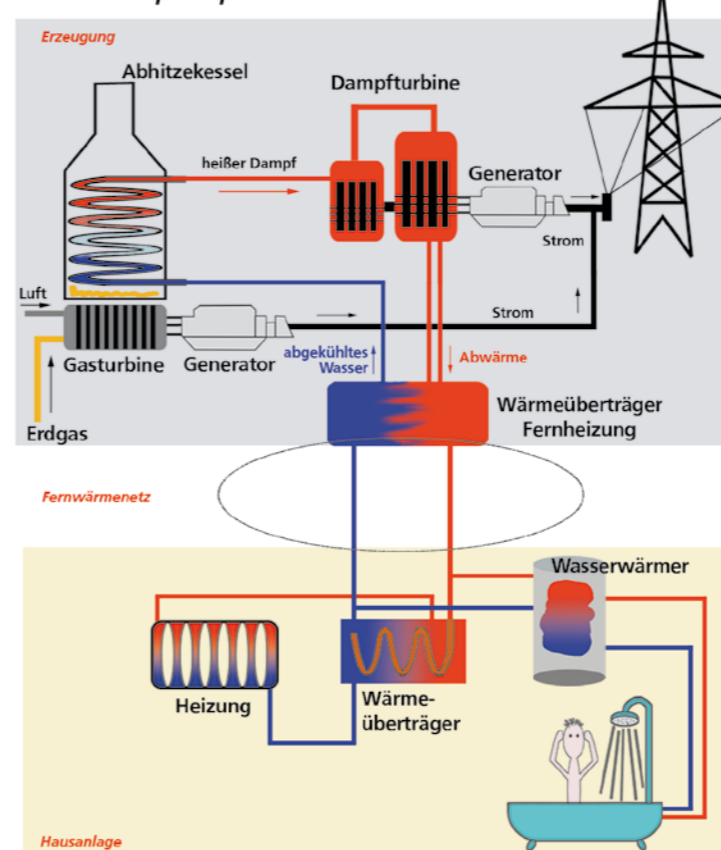 Erzeugung
Abhitzekessel
Dampfturbine
heißer Dampf
Generator
Strom
Luft
Strom
Gasturbine
Generator
abgekühltes
Wasser
Abwärme
Erdgas
Wärmeüberträger
Fernheizung
Fernwärmenetz
Wasserwärmer
Heizung
Wärme-
überträger
Hausanlage